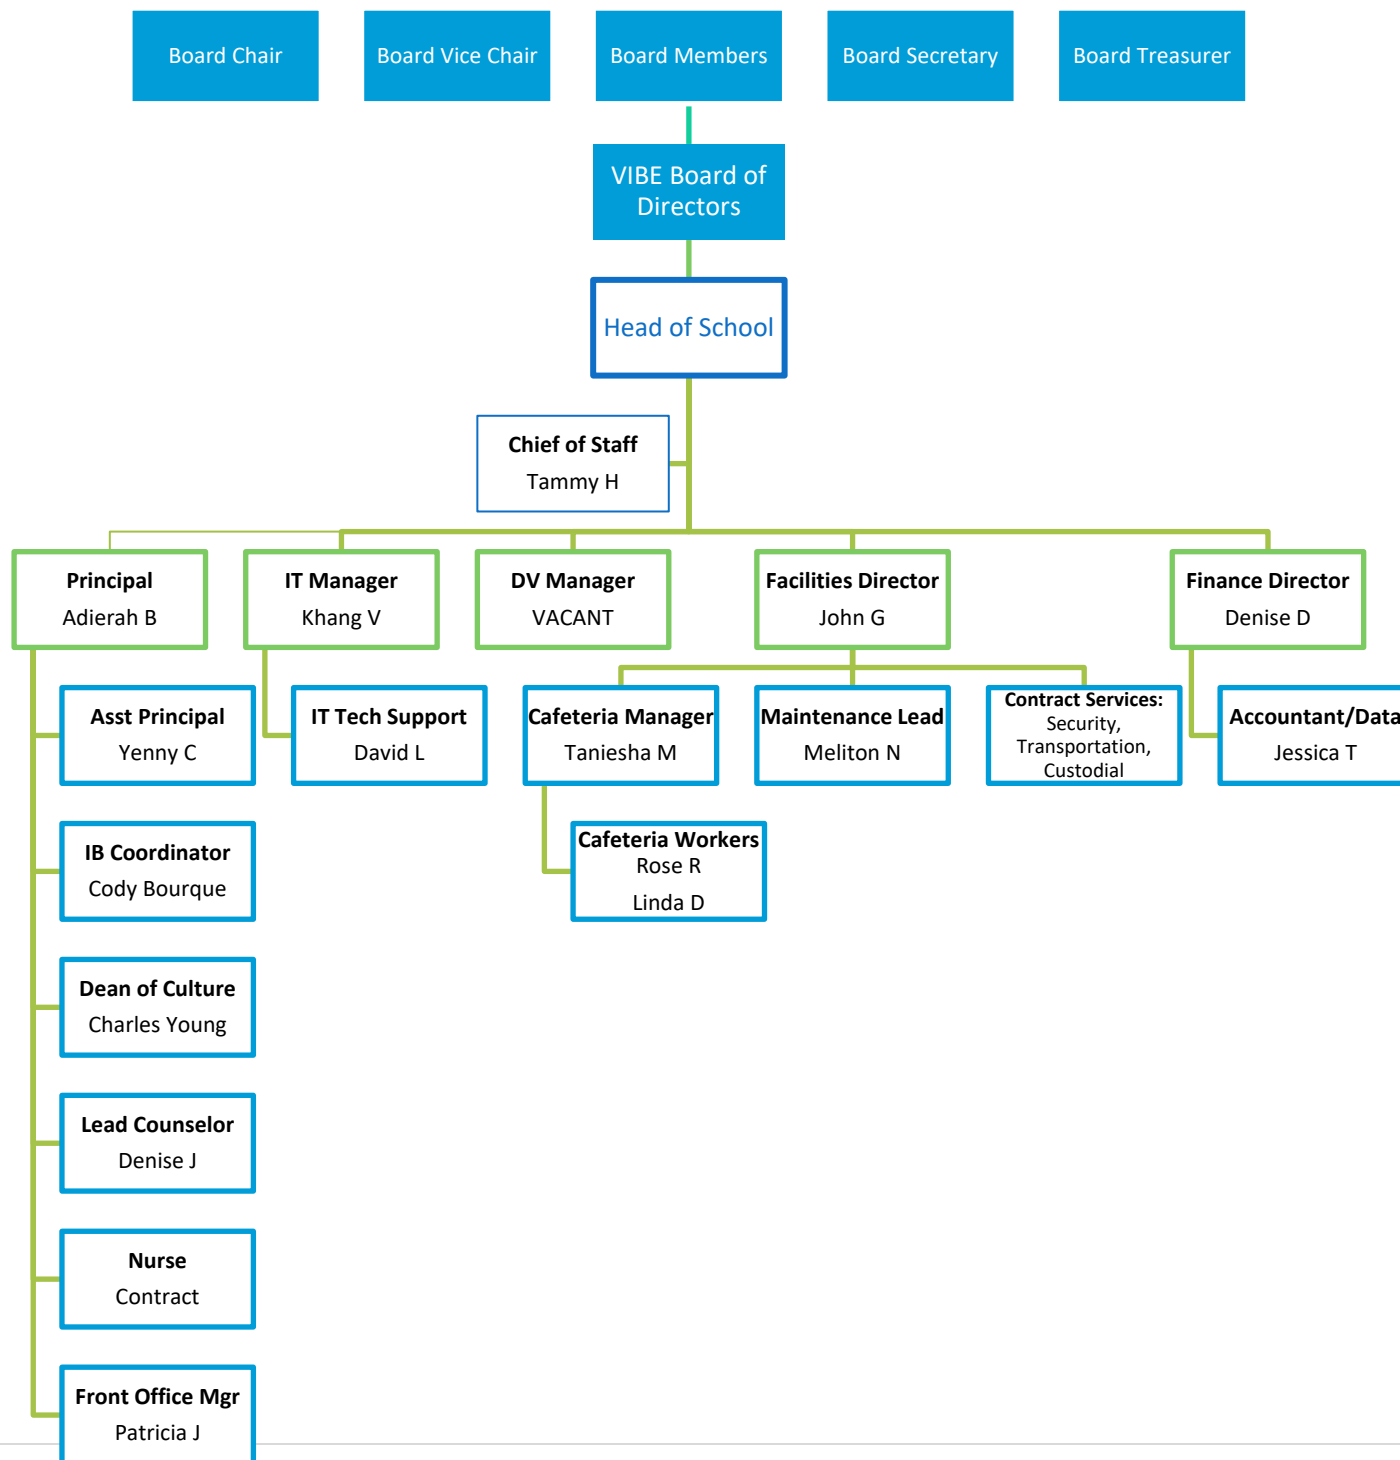 Board Chair
Board Vice Chair
Board Members
Board Secretary
Board Treasurer
VIBE Board of
Directors
Head of School
Chief of Staff
Tammy H
Principal
Adierah B
IT Manager
Khang V
DV Manager
VACANT
Facilities Director
John G
Finance Director
Denise D
Asst Principal
Yenny C
IT Tech Support
David L
Cafeteria Manager
Taniesha M
Maintenance Lead
Meliton N
Contract Services:
Security,
Transportation,
Custodial
Accountant/Data
Jessica T
IB Coordinator
Cody Bourque
Cafeteria Workers
Rose R
Linda D
Dean of Culture
Charles Young
Lead Counselor
Denise J
Nurse
Contract
Front Office Mgr
Patricia J